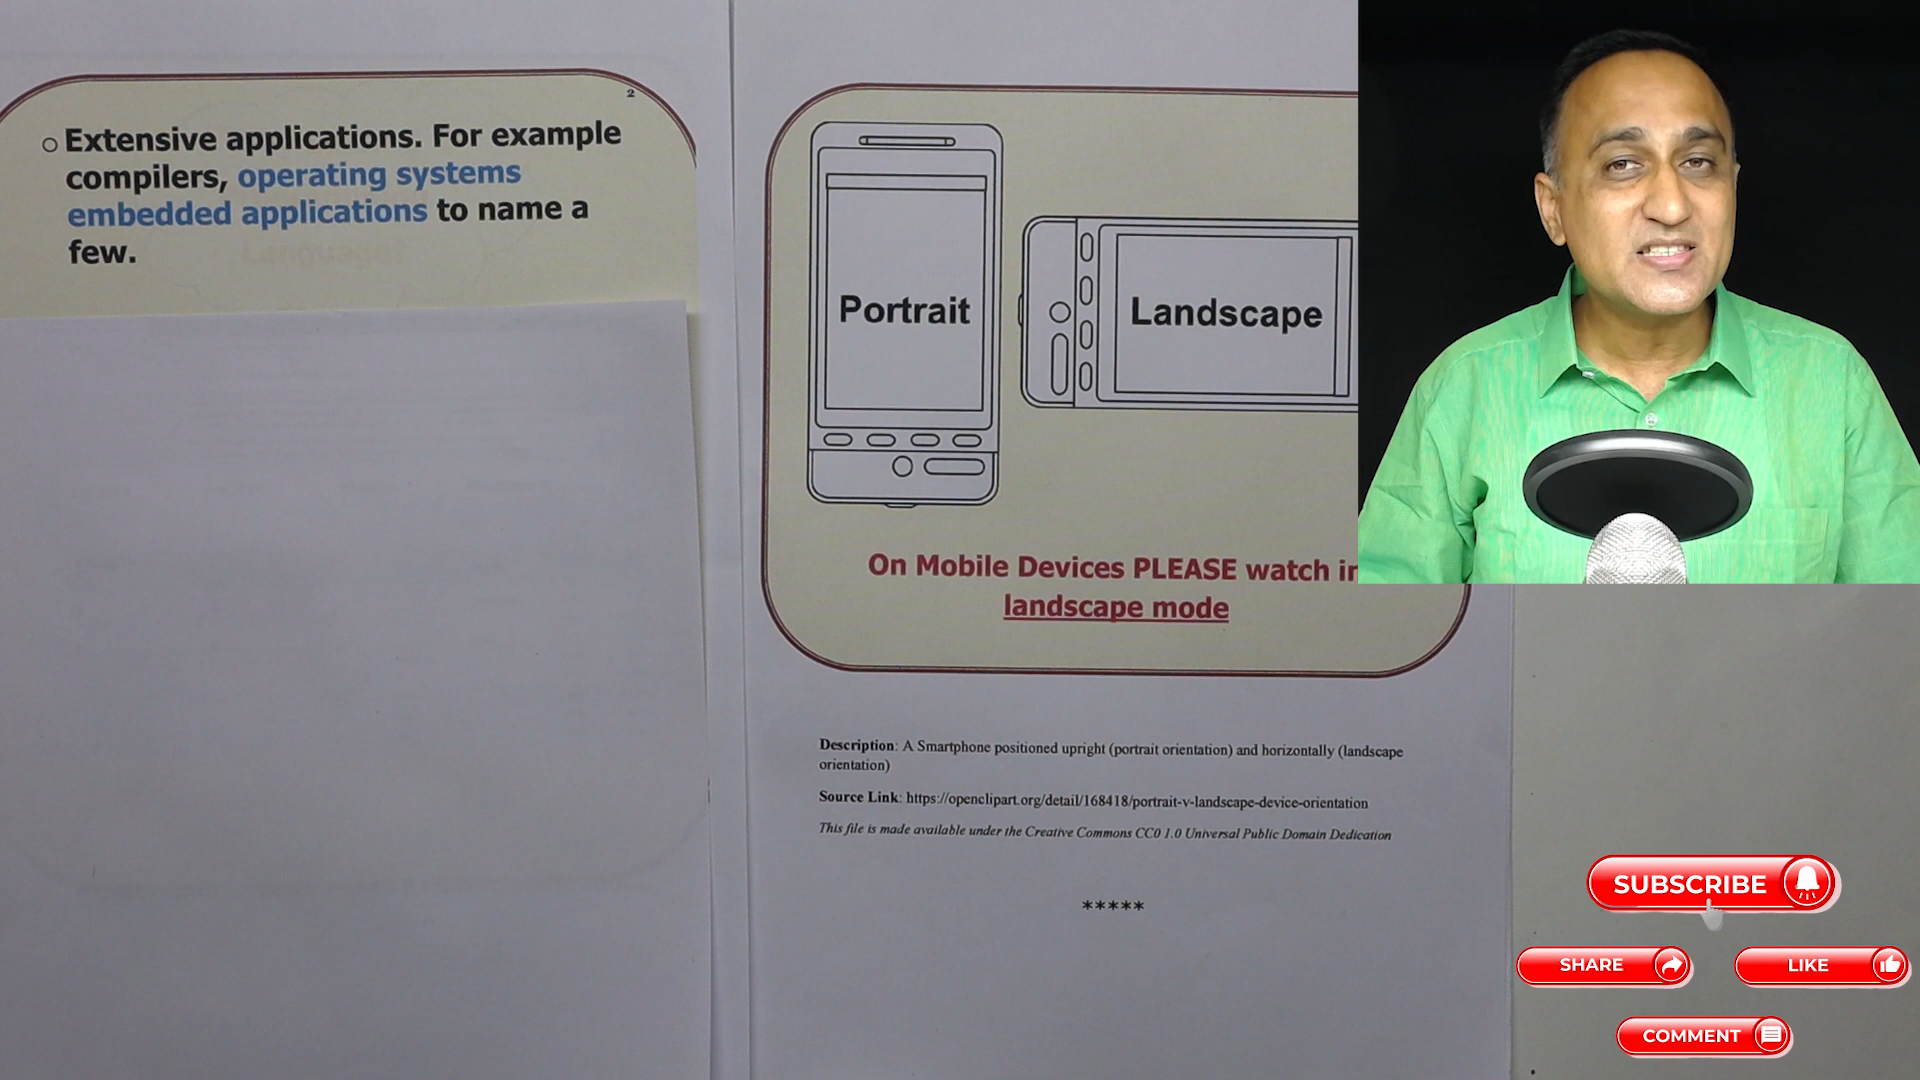 2
Extensive applications. For example
compilers, operating systems
embedded applications to name a
few.
Portrait
Landscape
On Mobile Devices PLEASE watch in
landscape mode
Description: A Smartphone positioned upright (portrait orientation) and horizontally (landscape
orientation)
Source Link: https://openclipart.org/detail/168418/portrait-v-landscape-device-orientation
This file is made available under the Creative Commons CC0 1.0 Universal Public Domain Dedication
*****
SUBSCRIBE
SHARE
LIKE
COMMENT